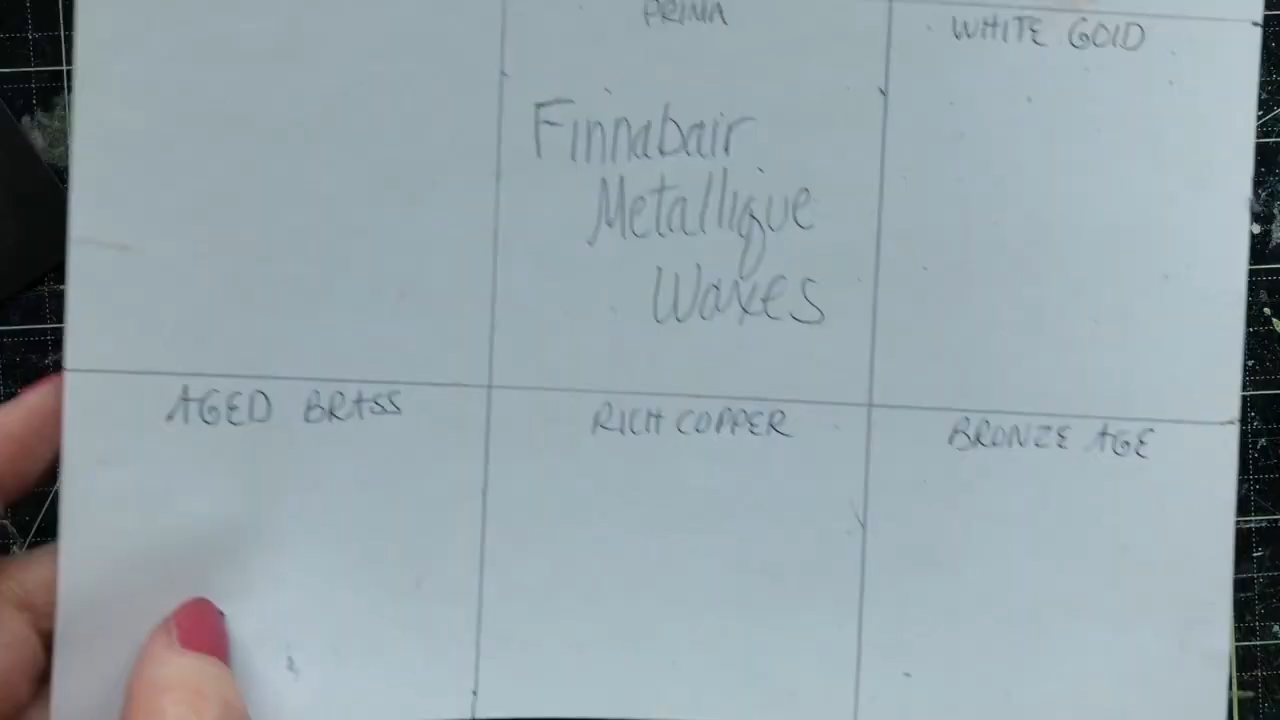 PRIMA
WHITE GOLD
Finnabair
Metallique
Waxes
AGED BRASS
RICH COPPER
BRONZE AGE